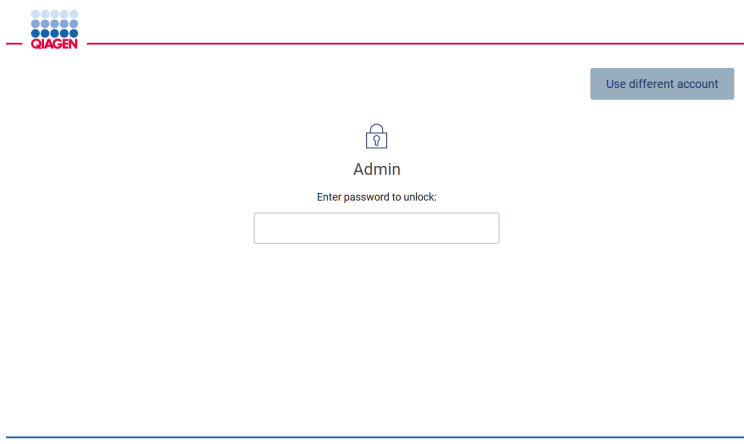 QIAGEN
Use different account
Admin
Enter password to unlock: